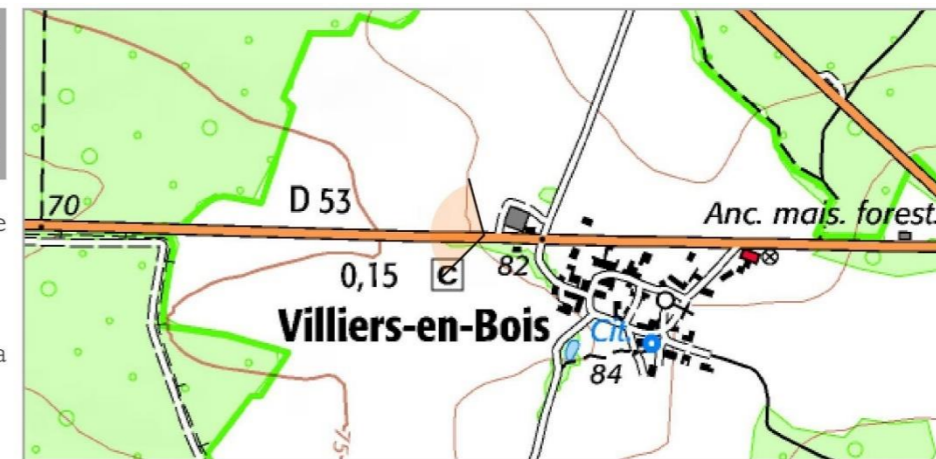 70
D 53
Anc. mais. forest.
e
0,15
C
82
Villiers-en-Bois
Cit.
v
a
84
75